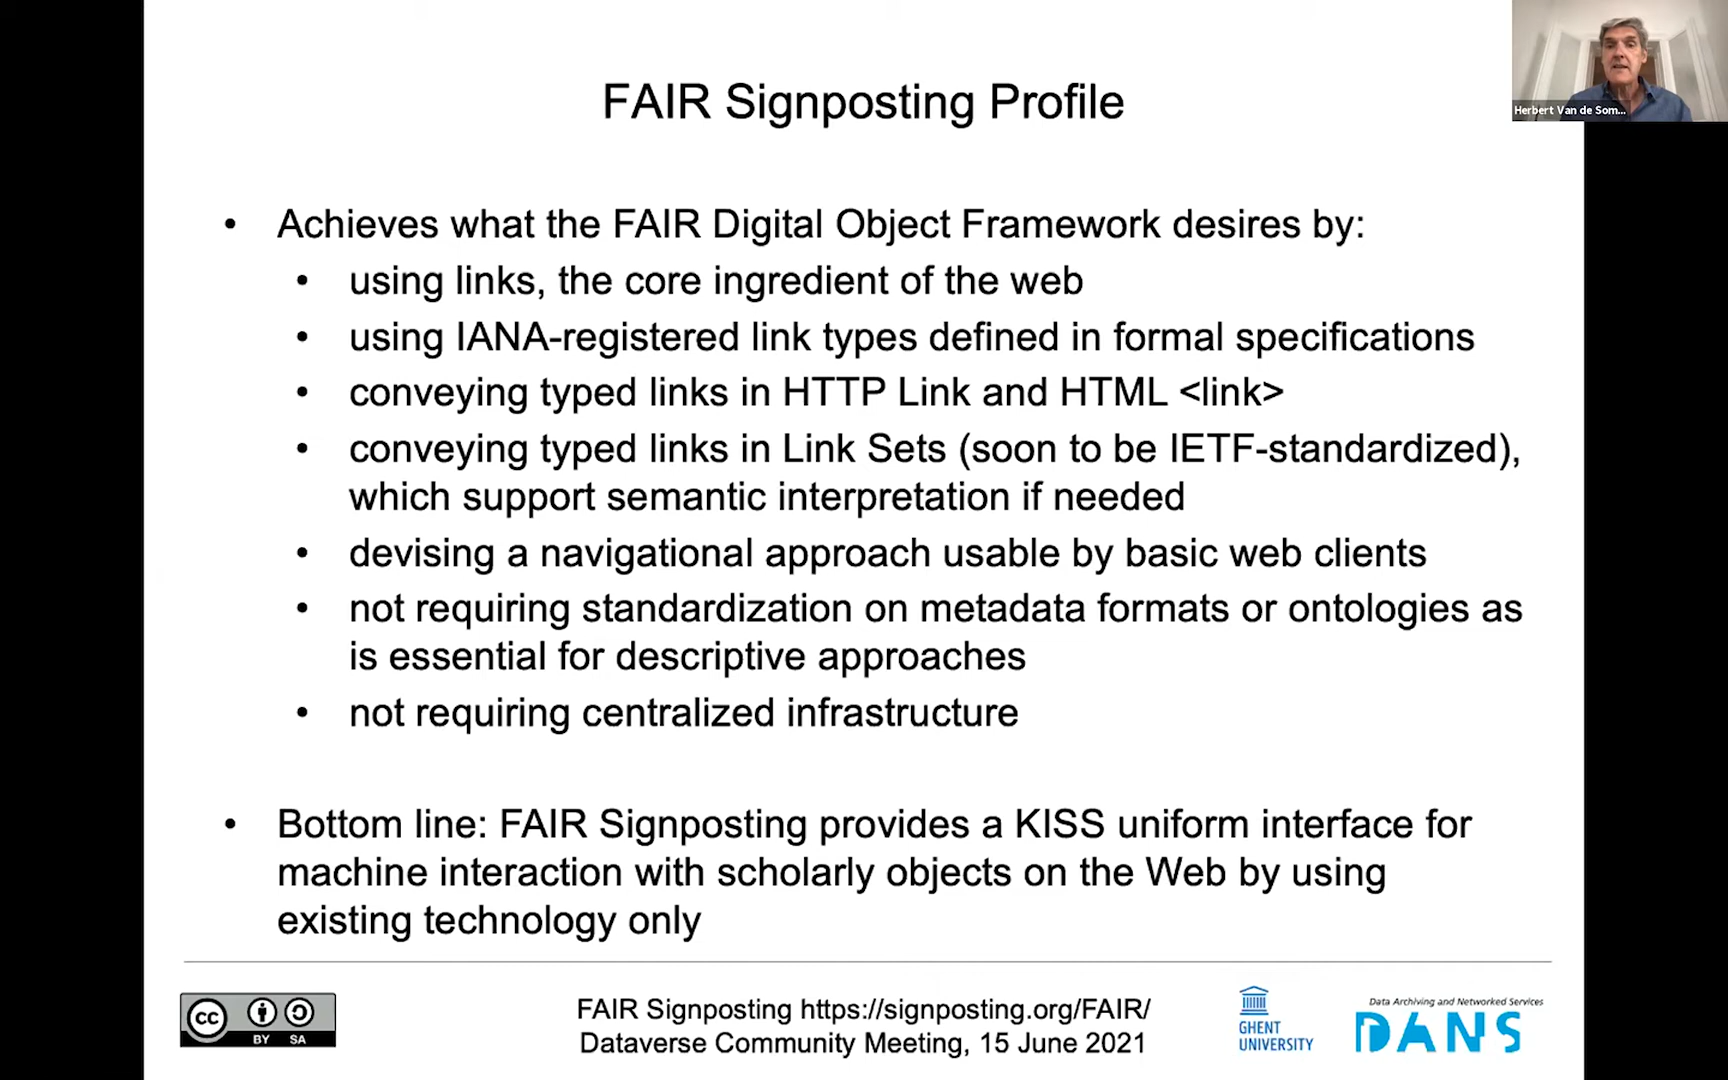 FAIR Signposting Profile
Herbert Van de Som...
• Achieves what the FAIR Digital Object Framework desires by:
• using links, the core ingredient of the web
• using IANA-registered link types defined in formal specifications
• conveying typed links in HTTP Link and HTML <link>
• conveying typed links in Link Sets (soon to be IETF-standardized),
which support semantic interpretation if needed
• devising a navigational approach usable by basic web clients
• not requiring standardization on metadata formats or ontologies as
is essential for descriptive approaches
• not requiring centralized infrastructure
• Bottom line: FAIR Signposting provides a KISS uniform interface for
machine interaction with scholarly objects on the Web by using
existing technology only
cc
BY SA
FAIR Signposting https://signposting.org/FAIR/
Dataverse Community Meeting, 15 June 2021
GHENT
UNIVERSITY
Data Archiving and Networked Services
DANS